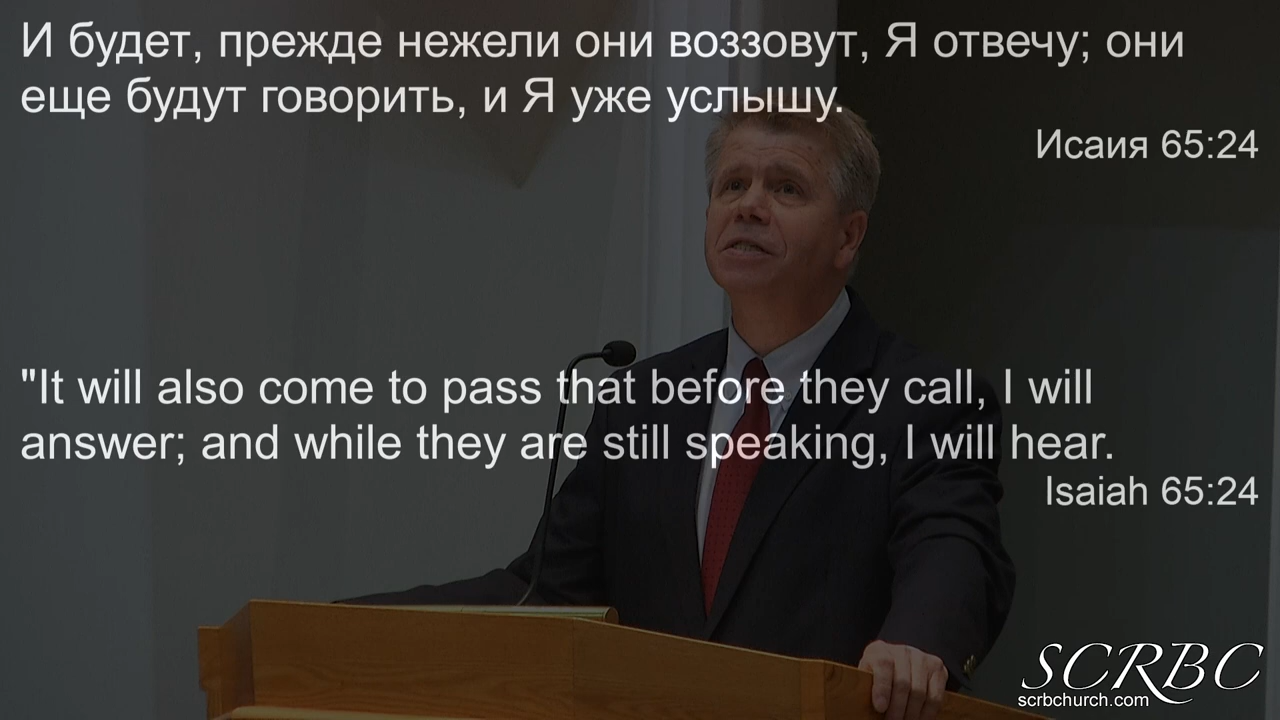 И будет, прежде нежели они воззовут, Я отвечу; они
еще будут говорить, и Я уже услышу.
Исаия 65:24
"It will also come to pass that before they call, I will
answer; and while they are still speaking, I will hear.
Isaiah 65:24
SCRBC
scrbchurch.com